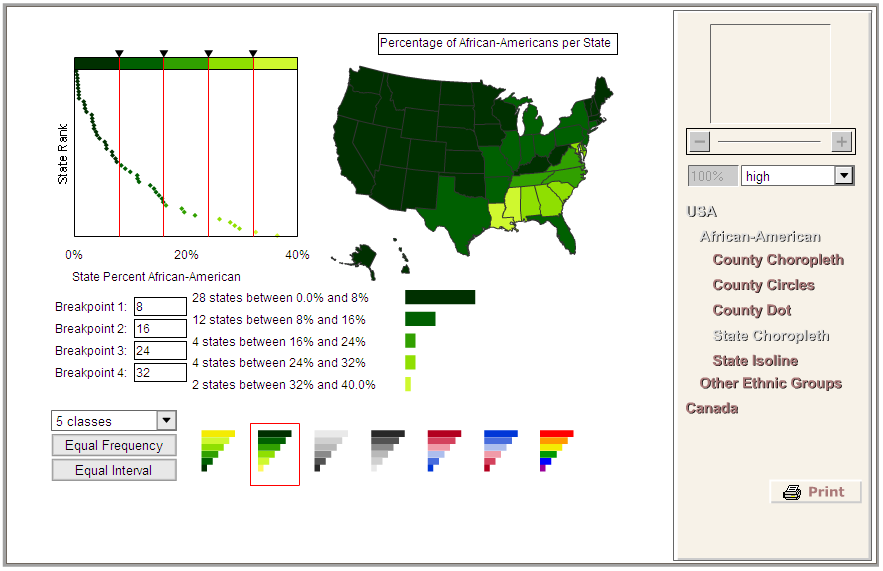 Percentage of African-Americans per State
State Rank
0%
20%
40%
State Percent African-American
Breakpoint 1: 8
Breakpoint 2: 16
Breakpoint 3: 24
Breakpoint 4: 32
28 states between 0.0% and 8%
12 states between 8% and 16%
4 states between 16% and 24%
4 states between 24% and 32%
2 states between 32% and 40.0%
5 classes
Equal Frequency
Equal Interval
100%
high
USA
African-American
County Choropleth
County Circles
County Dot
State Choropleth
State Isoline
Other Ethnic Groups
Canada
Print